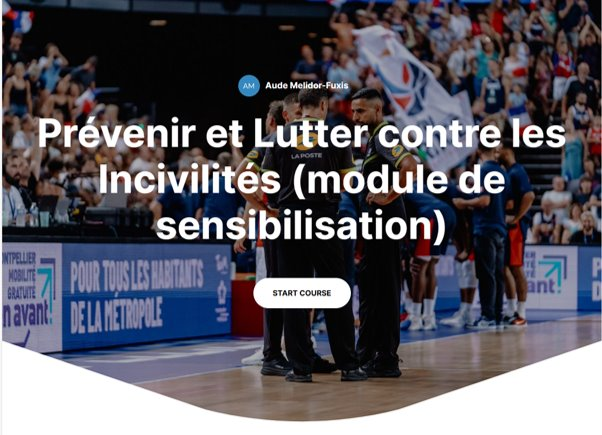 AM Aude Melidor-Fuxis
Prévenir et Lutter contre les
Incivilités (module de
sensibilisation)
LA POSTE
START COURSE
MONTPELLIER
MOBILITÉ
GRATUITE
en avant!
POUR TOUS LES HABITANTS
DE LA MÉTROPOLE